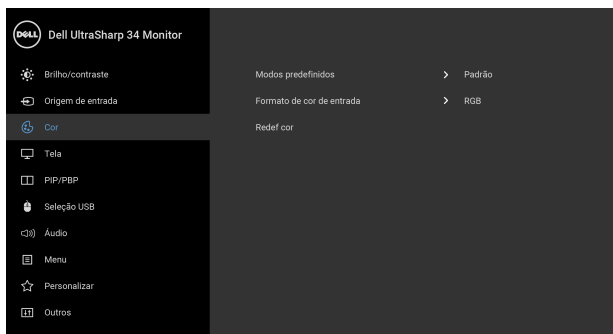 DELL Dell UltraSharp 34 Monitor
Brilho/contraste
Origem de entrada
Cor
Tela
PIP/PBP
Seleção USB
Áudio
Menu
Personalizar
Outros
Modos predefinidos > Padrão
Formato de cor de entrada > RGB
Redef cor